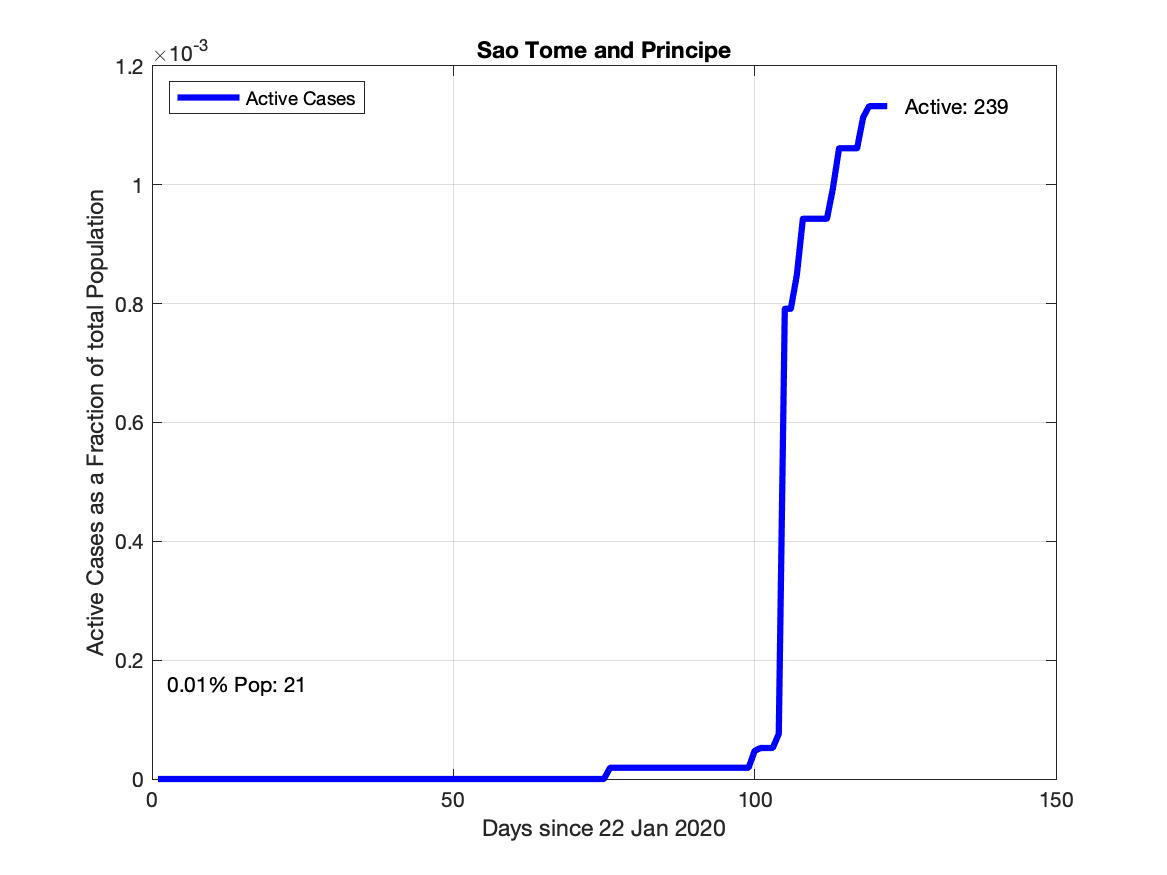 Sao Tome and Principe
×10-3
1.2
1
0.8
0.6
0.4
0.2
0
Active Cases as a Fraction of total Population
Active Cases
Active: 239
0.01% Pop: 21
0 50 100 150
Days since 22 Jan 2020